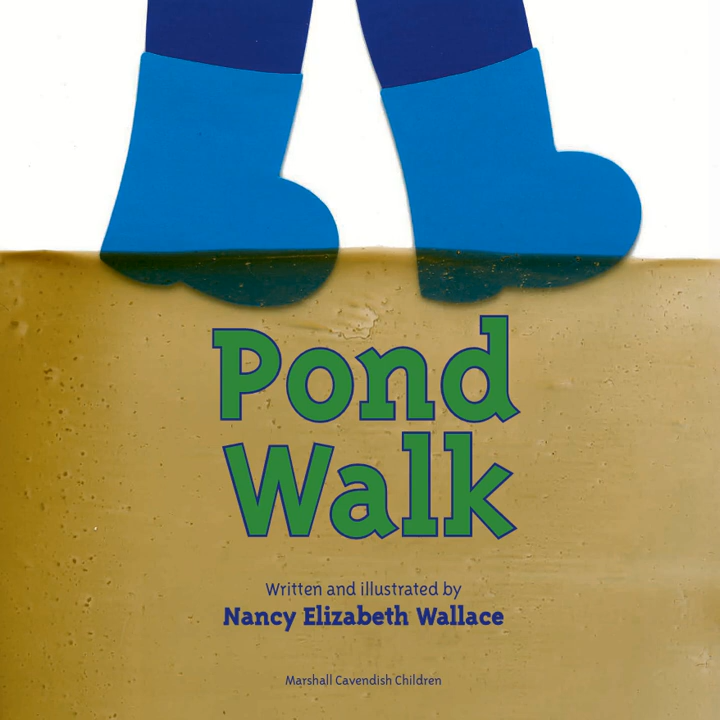 Pond
Walk
Written and illustrated by
Nancy Elizabeth Wallace
Marshall Cavendish Children